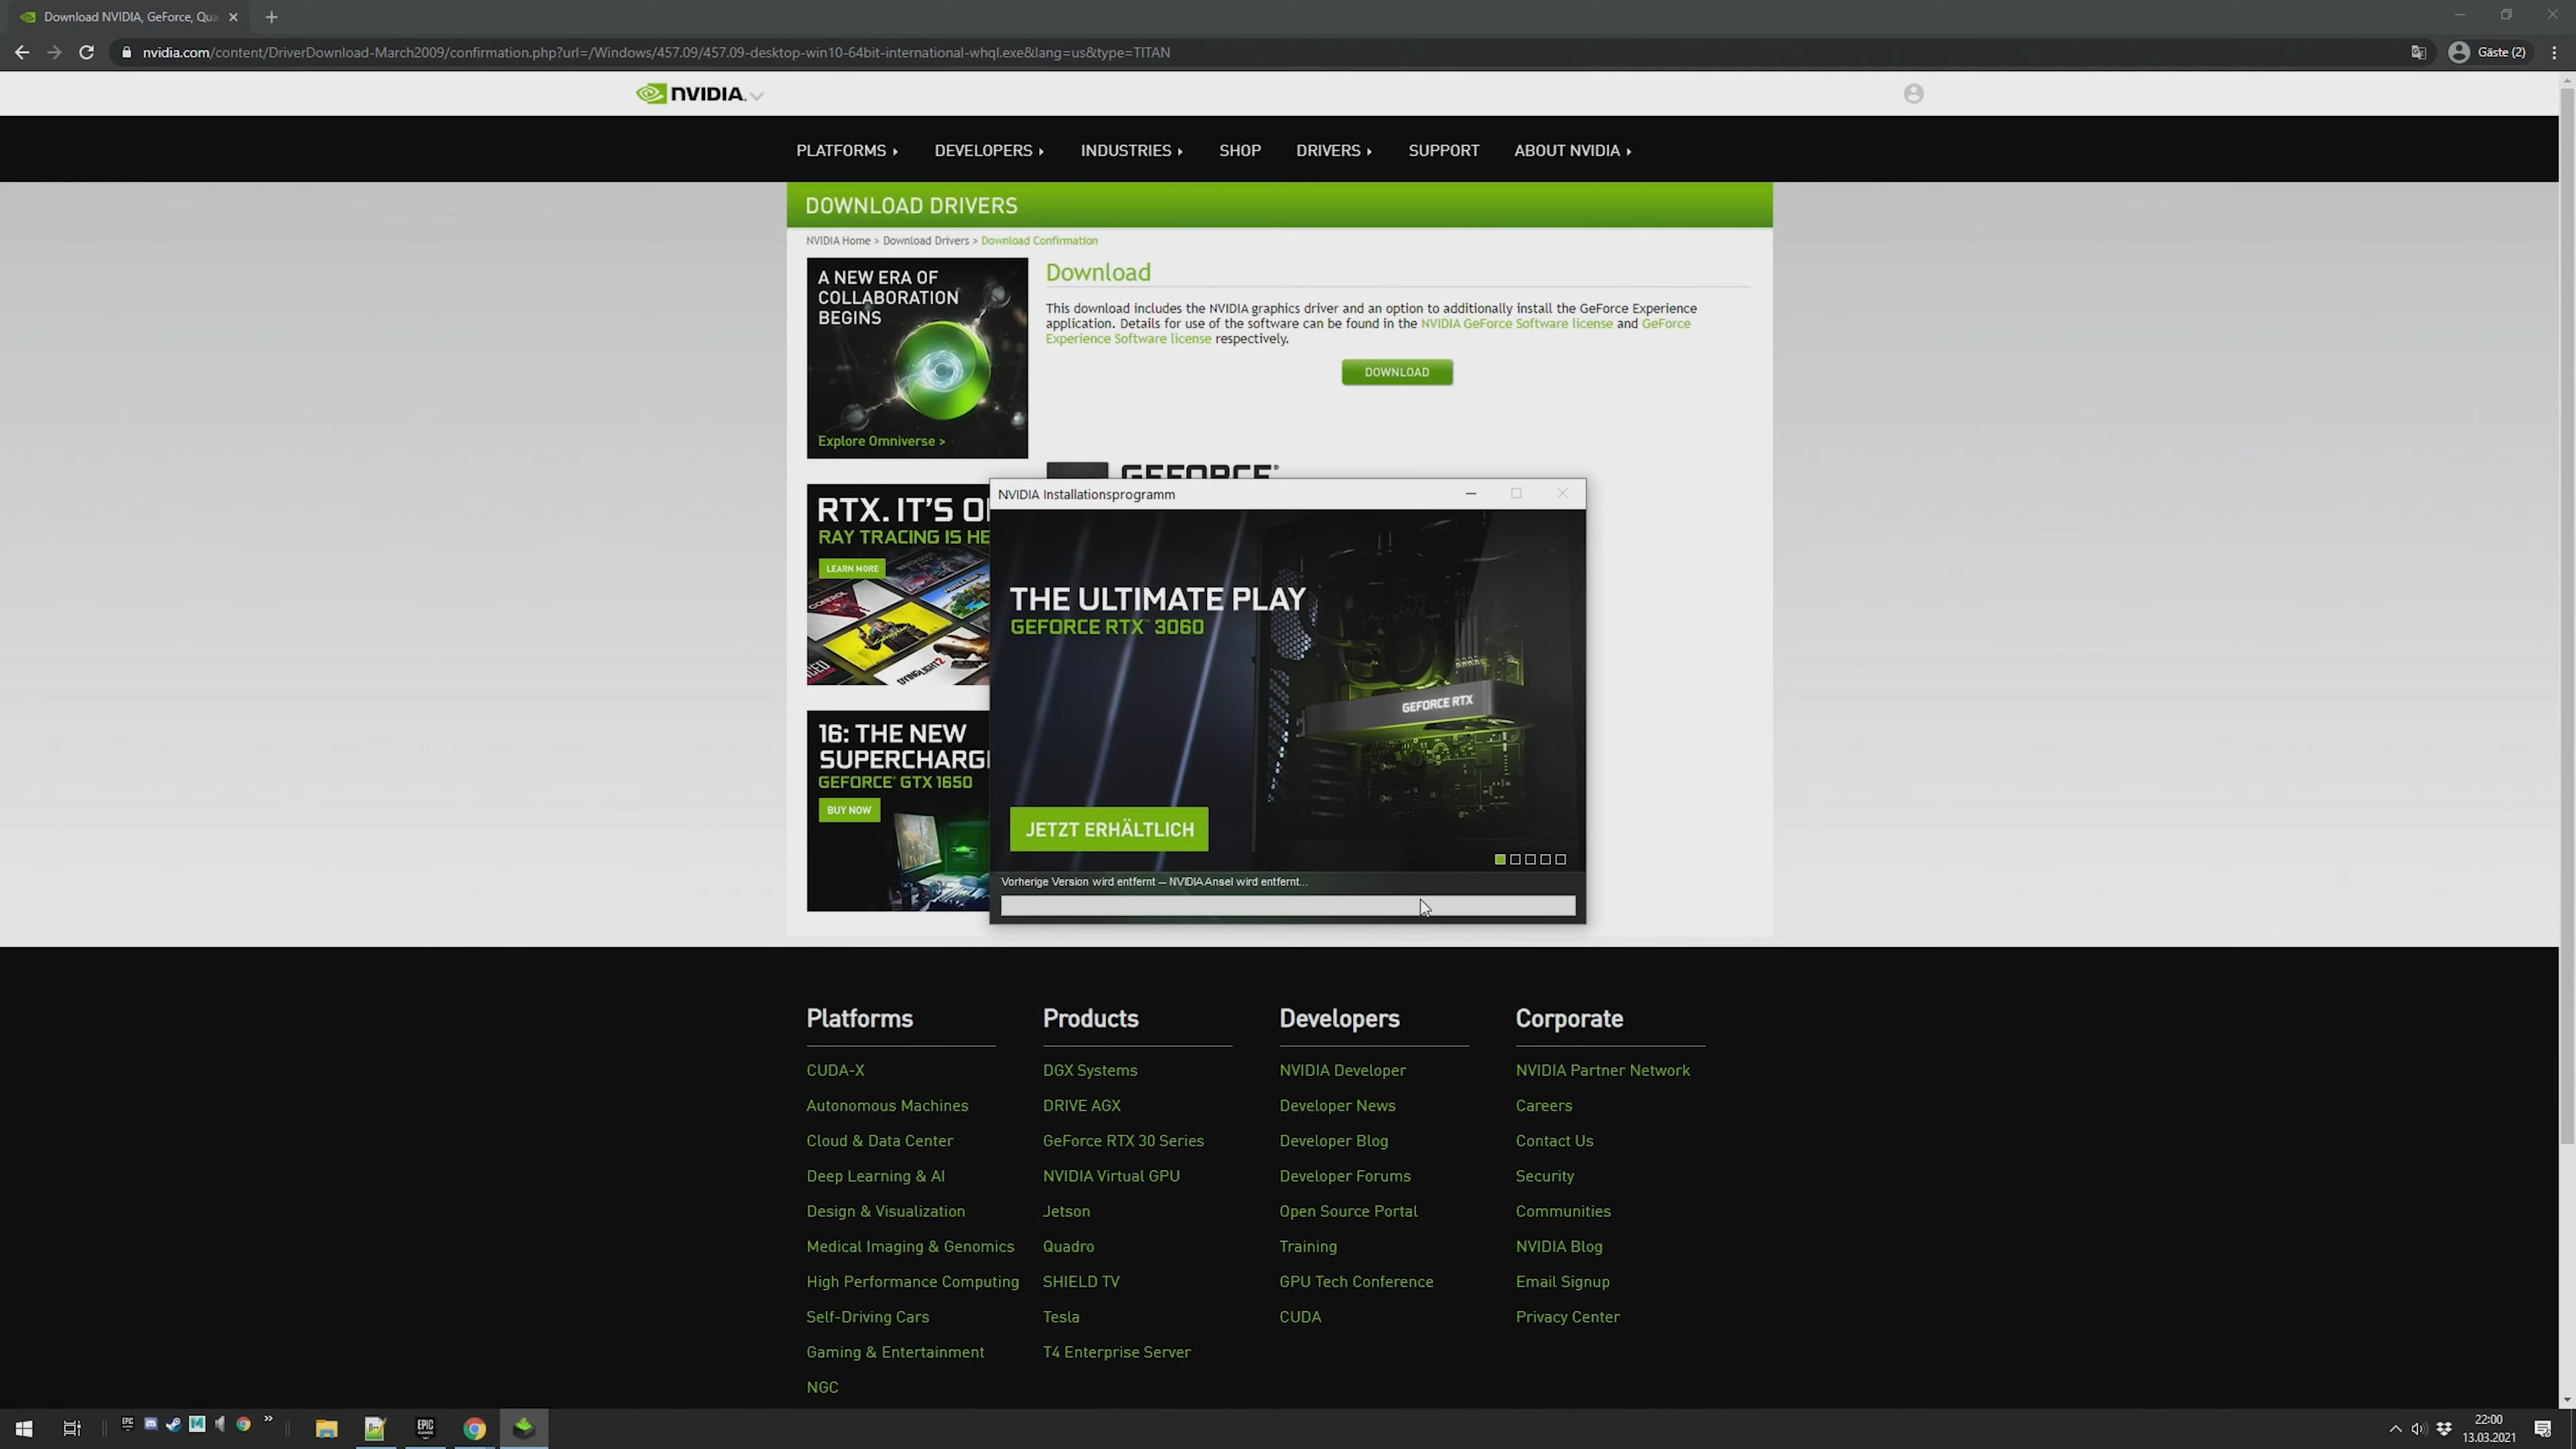 Download NVIDIA, GeForce, Qua
nvidia.com/content/DriverDownload-March2009/confirmation.php?url=/Windows/457.09/457.09-desktop-win10-64bit-international-whql.exe&lang=us&type=TITAN
Gäste (2)
NVIDIA.
PLATFORMS DEVELOPERS INDUSTRIES SHOP DRIVERS SUPPORT ABOUT NVIDIA
DOWNLOAD DRIVERS
NVIDIA Home > Download Drivers > Download Confirmation
A NEW ERA OF
COLLABORATION
BEGINS
Explore Omniverse >
Download
This download includes the NVIDIA graphics driver and an option to additionally install the GeForce Experience
application. Details for use of the software can be found in the NVIDIA GeForce Software license and GeForce
Experience Software license respectively.
DOWNLOAD
GEFORCE
RTX. IT'S O
RAY TRACING IS HE
LEARN MORE
CONTROL
DYING LIGHT 2
16: THE NEW
SUPERCHARG
GEFORCE GTX 1650
BUY NOW
NVIDIA Installationsprogramm
THE ULTIMATE PLAY
GEFORCE RTX™ 3060
GEFORCE RTX
JETZT ERHÄLTLICH
Vorherige Version wird entfernt – NVIDIA Ansel wird entfernt...
Platforms
CUDA-X
Autonomous Machines
Cloud & Data Center
Deep Learning & AI
Design & Visualization
Medical Imaging & Genomics
High Performance Computing
Self-Driving Cars
Gaming & Entertainment
NGC
Products
DGX Systems
DRIVE AGX
GeForce RTX 30 Series
NVIDIA Virtual GPU
Jetson
Quadro
SHIELD TV
Tesla
T4 Enterprise Server
Developers
NVIDIA Developer
Developer News
Developer Blog
Developer Forums
Open Source Portal
Training
GPU Tech Conference
CUDA
Corporate
NVIDIA Partner Network
Careers
Contact Us
Security
Communities
NVIDIA Blog
Email Signup
Privacy Center
EPIC
M
EPIC
GAMES
22:00
13.03.2021